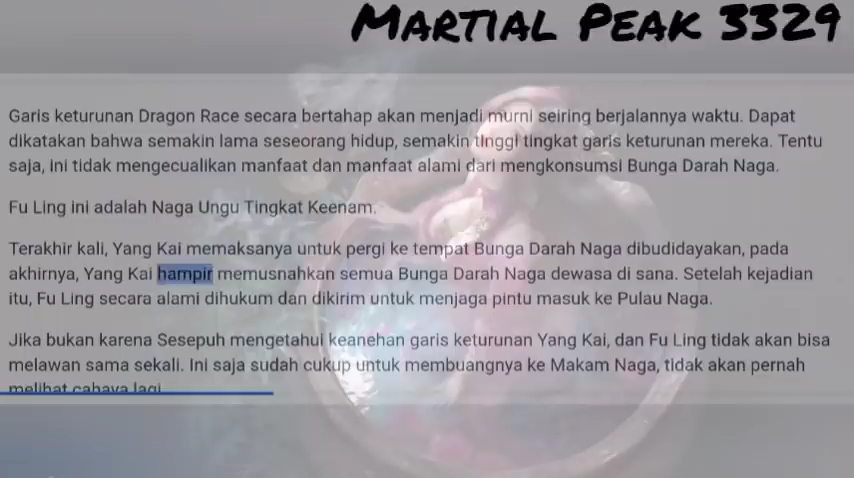 MARTIAL PEAK 3329
Garis keturunan Dragon Race secara bertahap akan menjadi murni seiring berjalannya waktu. Dapat
dikatakan bahwa semakin lama seseorang hidup, semakin tinggi tingkat garis keturunan mereka. Tentu
saja, ini tidak mengecualikan manfaat dan manfaat alami dari mengkonsumsi Bunga Darah Naga.
Fu Ling ini adalah Naga Ungu Tingkat Keenam.
Terakhir kali, Yang Kai memaksanya untuk pergi ke tempat Bunga Darah Naga dibudidayakan, pada
akhirnya, Yang Kai hampir memusnahkan semua Bunga Darah Naga dewasa di sana. Setelah kejadian
itu, Fu Ling secara alami dihukum dan dikirim untuk menjaga pintu masuk ke Pulau Naga.
Jika bukan karena Sesepuh mengetahui keanehan garis keturunan Yang Kai, dan Fu Ling tidak akan bisa
melawan sama sekali. Ini saja sudah cukup untuk membuangnya ke Makam Naga, tidak akan pernah
melihat cahaya lagi